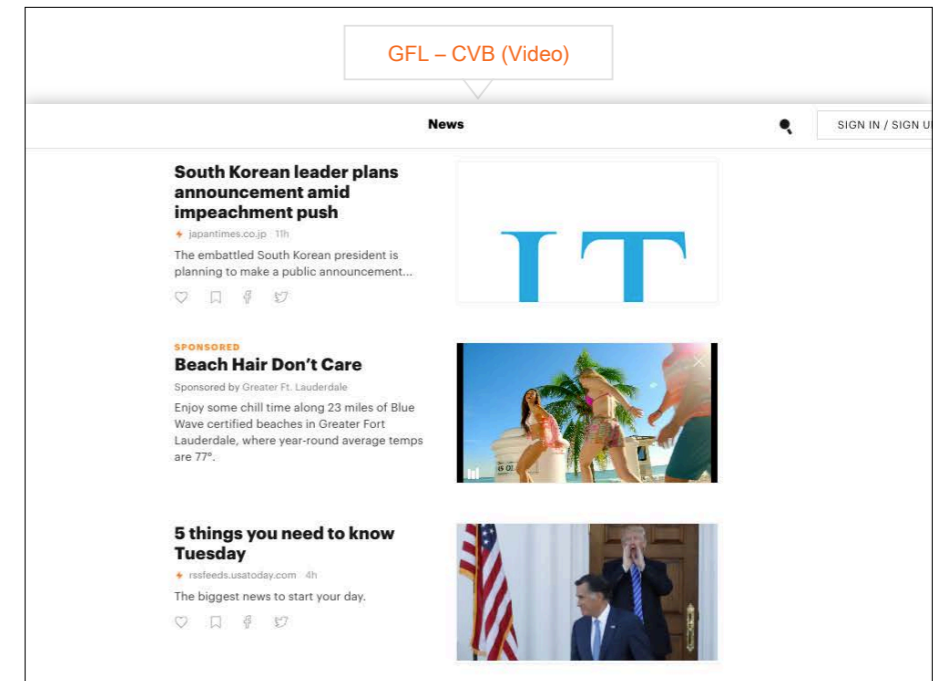 GFL – CVB (Video)
News
SIGN IN / SIGN U
South Korean leader plans
announcement amid
impeachment push
japantimes.co.jp 11h
The embattled South Korean president is
planning to make a public announcement...
JT
SPONSORED
Beach Hair Don't Care
Sponsored by Greater Ft. Lauderdale
Enjoy some chill time along 23 miles of Blue
Wave certified beaches in Greater Fort
Lauderdale, where year-round average temps
are 77°.
5 things you need to know
Tuesday
rssfeeds.usatoday.com 4h
The biggest news to start your day.